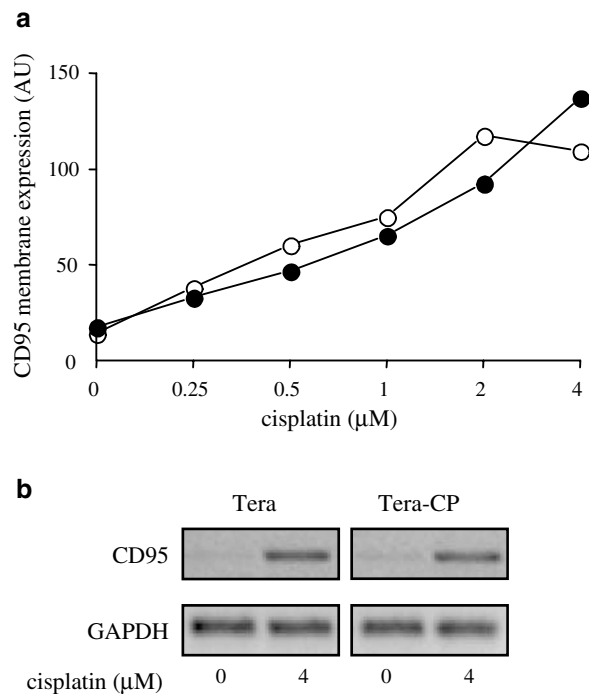 a
CD95 membrane expression (AU)
150
100
50
0
0 0.25 0.5 1 2 4
cisplatin (μM)
b
Tera Tera-CP
CD95
GAPDH
cisplatin (μM) 0 4 0 4